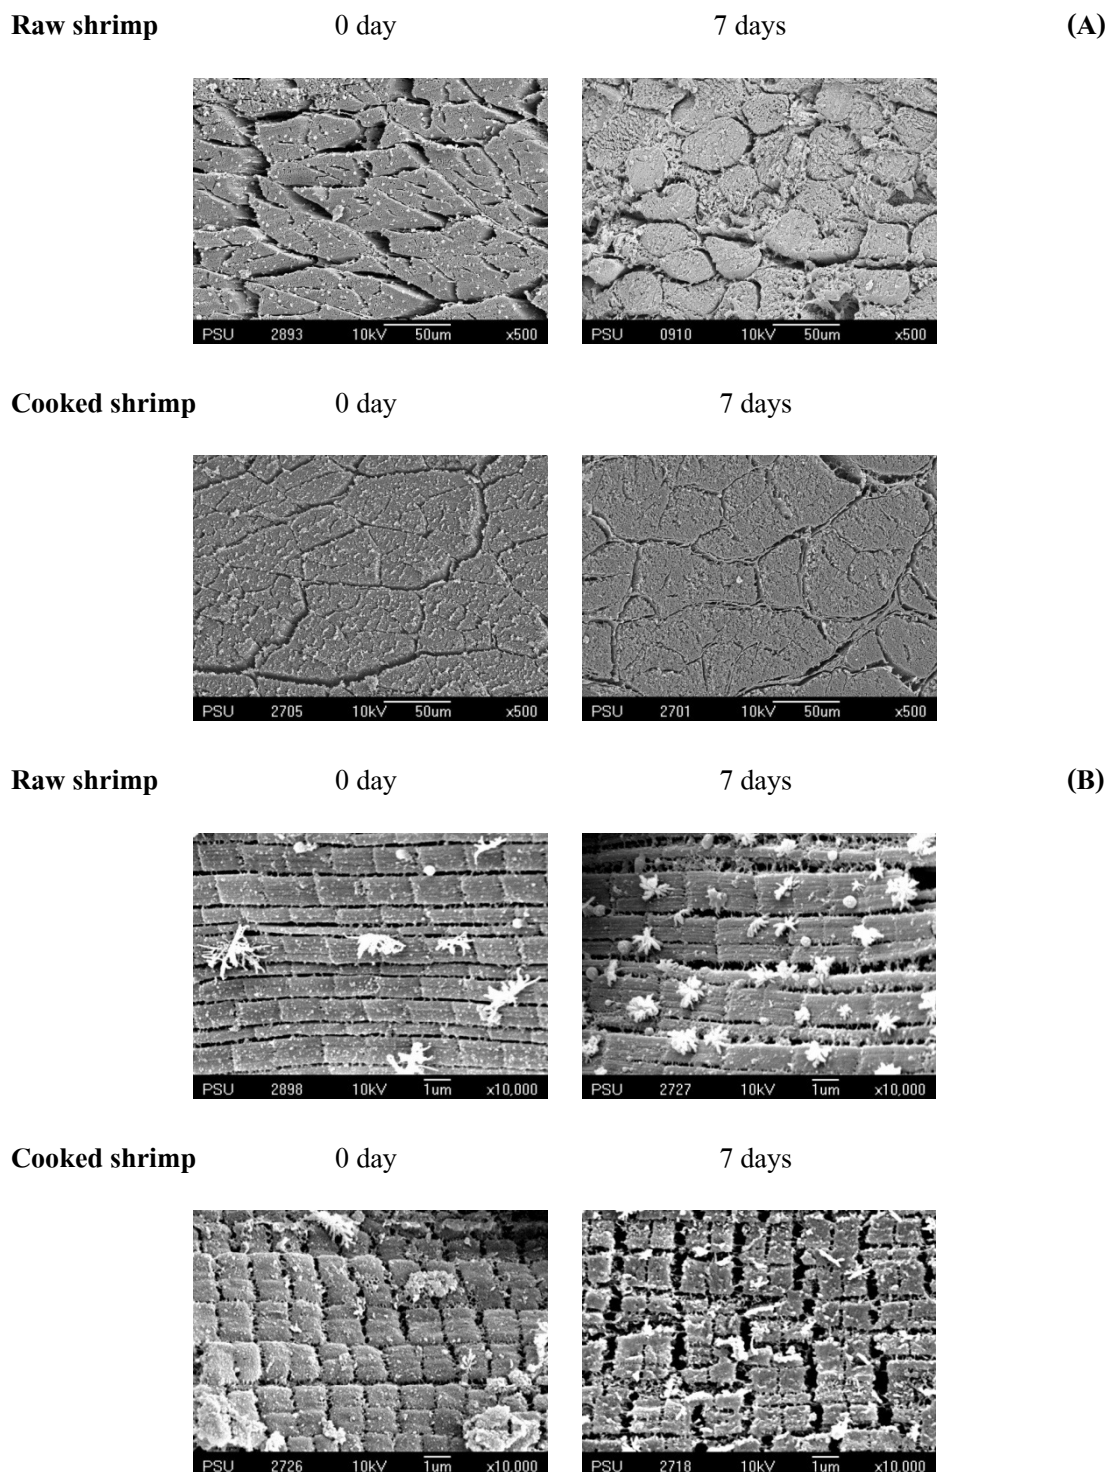 Raw shrimp 0 day 7 days (A)
PSU 2893 10kV 50um x500 PSU 0910 10kV 50um x500
Cooked shrimp 0 day 7 days
PSU 2705 10kV 50um x500 PSU 2701 10kV 50um x500
Raw shrimp 0 day 7 days (B)
PSU 2898 10kV 1um x10,000 PSU 2727 10kV 1um x10,000
Cooked shrimp 0 day 7 days
PSU 2726 10kV 1um x10,000 PSU 2718 10kV 1um x10,000